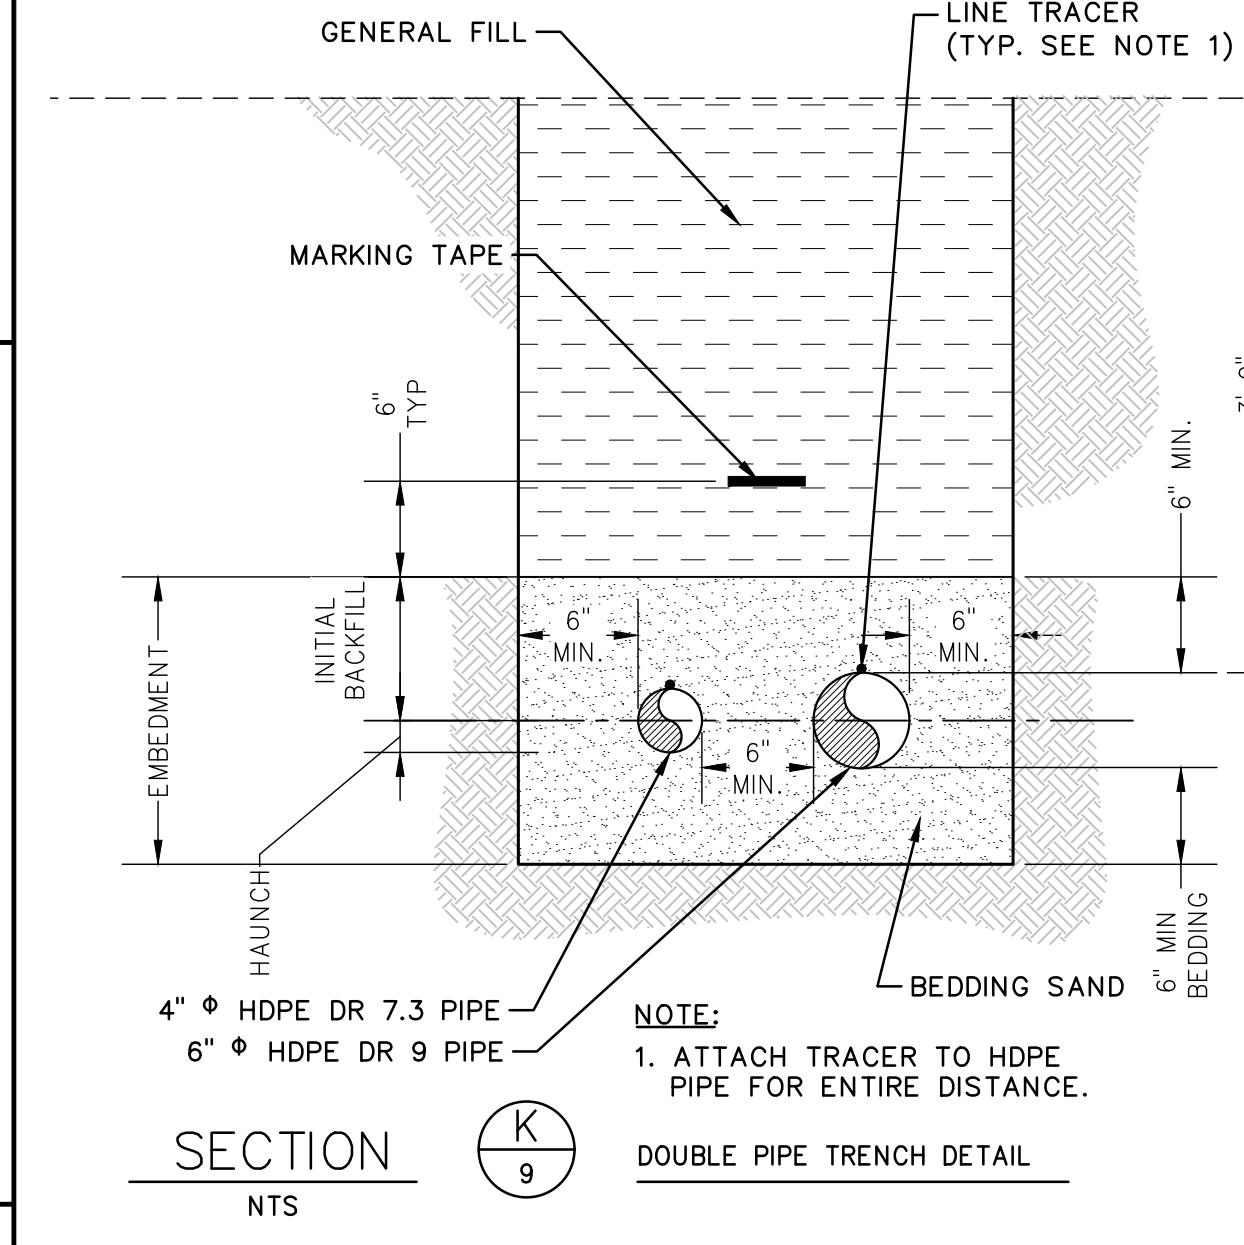 GENERAL FILL
LINE TRACER
(TYP. SEE NOTE 1)
MARKING TAPE
6"
TYP
6" MIN.
INITIAL
BACKFILL
EMBEDMENT
6"
MIN.
6"
MIN.
6"
MIN.
HAUNCH
6" MIN
BEDDING
4" Φ HDPE DR 7.3 PIPE
6" Φ HDPE DR 9 PIPE
BEDDING SAND
NOTE:
1. ATTACH TRACER TO HDPE
PIPE FOR ENTIRE DISTANCE.
SECTION
NTS
K
9
DOUBLE PIPE TRENCH DETAIL